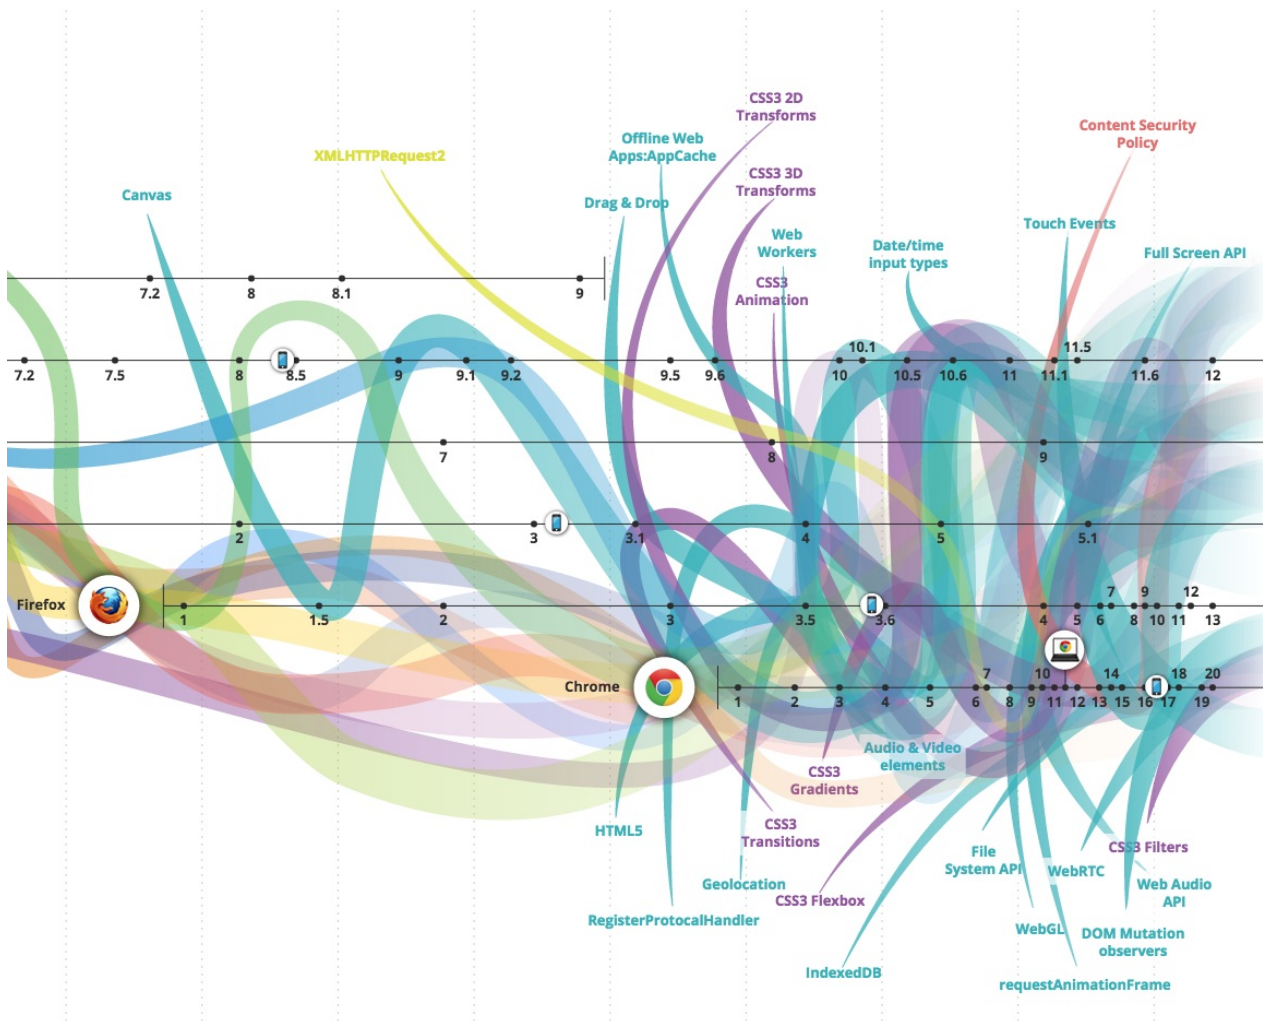 CSS3 2D
Transforms
Content Security
Policy
Offline Web
Apps:AppCache
XMLHTTPRequest2
CSS3 3D
Transforms
Canvas
Drag & Drop
Web
Workers
Touch Events
Date/time
input types
Full Screen API
CSS3
Animation
7.2 8 8.1 9
10.1 11.5
7.2 7.5 8 8.5 9 9.1 9.2 9.5 9.6 10 10.5 10.6 11 11.1 11.6 12
7 8 9
2 3 3.1 4 5 5.1
7 9 12
Firefox
1 1.5 2 3 3.5 3.6 4 5 6 8 10 11 13
7 10 14 18 20
Chrome
1 2 3 4 5 6 8 9 11 12 13 15 16 17 19
Audio & Video
elements
CSS3
Gradients
HTML5
CSS3
Transitions
File
System API
CSS3 Filters
WebRTC
Geolocation
Web Audio
API
CSS3 Flexbox
RegisterProtocalHandler
WebGL
DOM Mutation
observers
IndexedDB
requestAnimationFrame